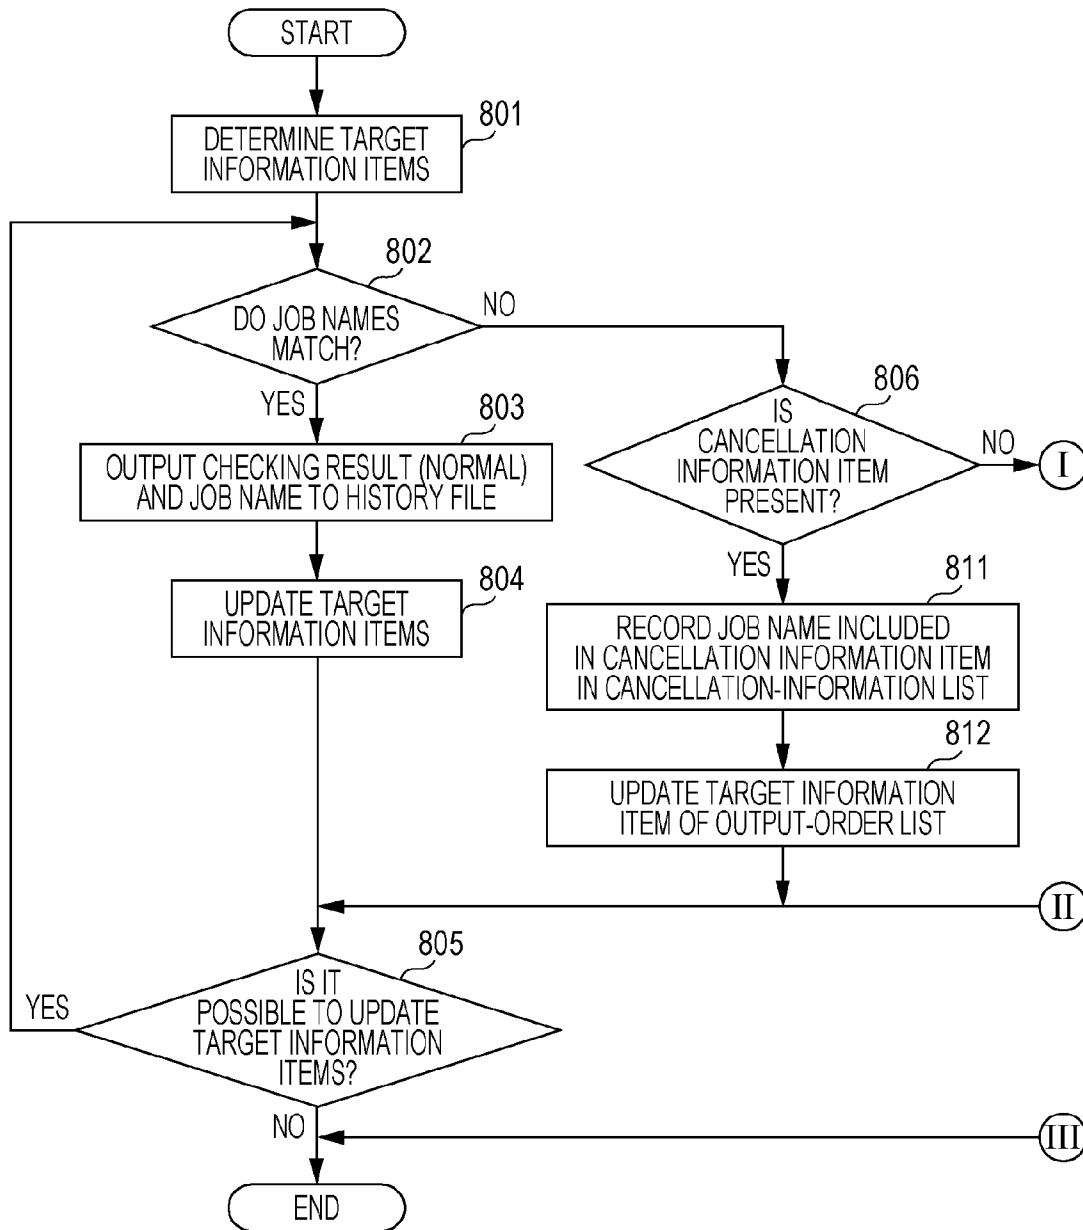 START
801
DETERMINE TARGET
INFORMATION ITEMS
802
DO JOB NAMES
MATCH?
NO
YES
803
OUTPUT CHECKING RESULT (NORMAL)
AND JOB NAME TO HISTORY FILE
804
UPDATE TARGET
INFORMATION ITEMS
806
IS
CANCELLATION
INFORMATION ITEM
PRESENT?
NO
I
YES
811
RECORD JOB NAME INCLUDED
IN CANCELLATION INFORMATION ITEM
IN CANCELLATION-INFORMATION LIST
812
UPDATE TARGET INFORMATION
ITEM OF OUTPUT-ORDER LIST
II
805
IS IT
POSSIBLE TO UPDATE
TARGET INFORMATION
ITEMS?
YES
NO
III
END